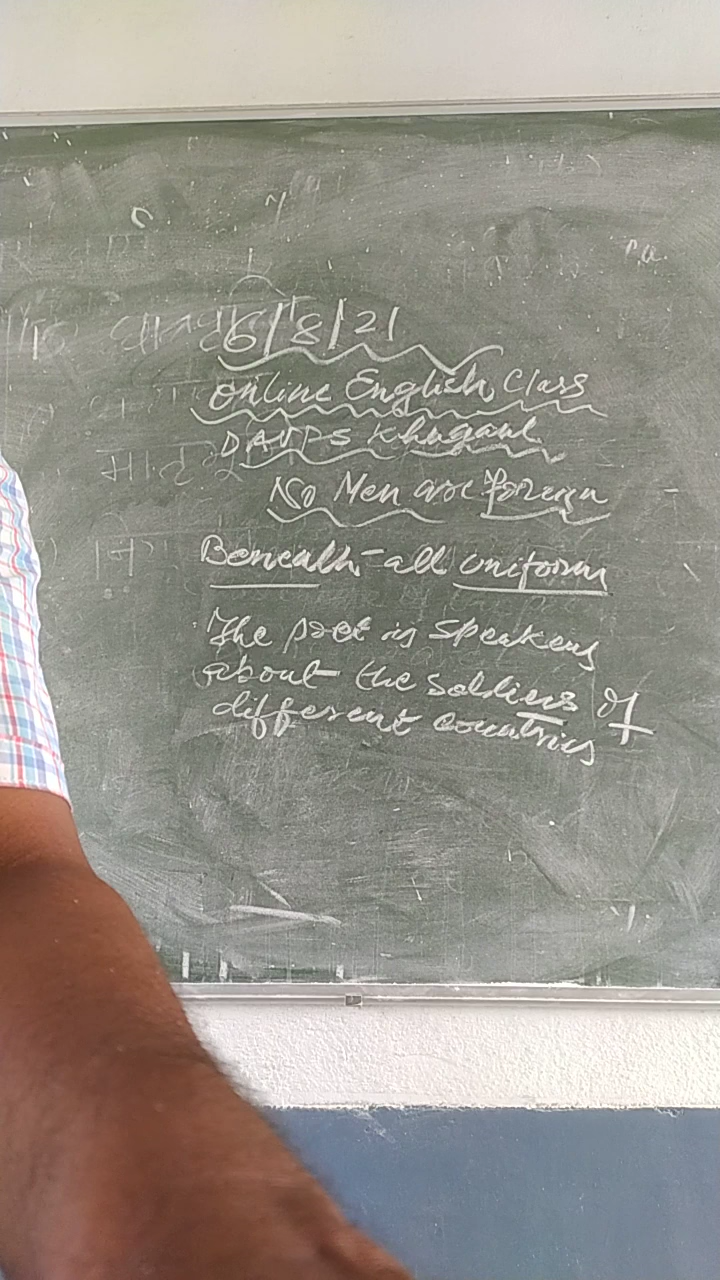 6/8/21
Online English Class
DAVPS Khagaul
No Men are foreign
Beneath all uniform
The poet is speakens
about the soldiers of
different countries